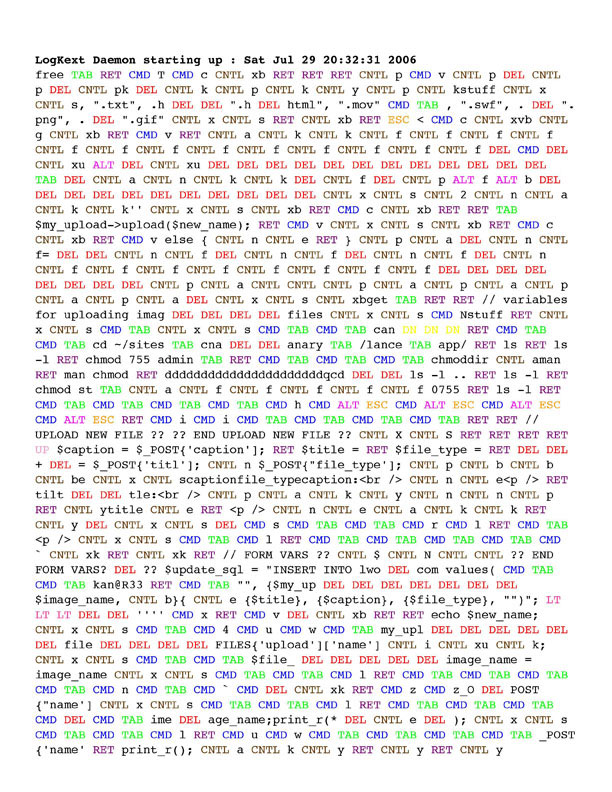 LogKext Daemon starting up : Sat Jul 29 20:32:31 2006
free TAB RET CMD T CMD c CNTL xb RET RET RET CNTL p CMD v CNTL p DEL CNTL
p DEL CNTL pk DEL CNTL k CNTL p CNTL k CNTL y CNTL p CNTL kstuff CNTL x
CNTL s, ".txt", .h DEL DEL ".h DEL html", ".mov" CMD TAB , ".swf", . DEL ".
png", . DEL ".gif" CNTL x CNTL s RET CNTL xb RET ESC < CMD c CNTL xvb CNTL
g CNTL xb RET CMD v RET CNTL a CNTL k CNTL k CNTL f CNTL f CNTL f CNTL f
CNTL f CNTL f CNTL f CNTL f CNTL f CNTL f CNTL f CNTL f DEL CMD DEL
CNTL xu ALT DEL CNTL xu DEL DEL DEL DEL DEL DEL DEL DEL DEL DEL DEL DEL
TAB DEL CNTL a CNTL n CNTL k CNTL k DEL CNTL f DEL CNTL p ALT f ALT b DEL
DEL DEL DEL DEL DEL DEL DEL DEL DEL DEL DEL DEL CNTL x CNTL s CNTL 2 CNTL n CNTL a
CNTL k CNTL k'' CNTL x CNTL s CNTL xb RET CMD c CNTL xb RET RET TAB
$my_upload->upload($new_name); RET CMD v CNTL x CNTL s CNTL xb RET CMD c
CNTL xb RET CMD v else { CNTL n CNTL e RET } CNTL p CNTL a DEL CNTL n CNTL
f= DEL DEL CNTL n CNTL f DEL CNTL n CNTL f DEL CNTL n CNTL f DEL CNTL n
CNTL f CNTL f CNTL f CNTL f CNTL f CNTL f CNTL f CNTL f DEL DEL DEL DEL
DEL DEL DEL DEL DEL CNTL p CNTL a CNTL CNTL CNTL p CNTL a CNTL p CNTL a CNTL p
CNTL a CNTL p CNTL a DEL CNTL x CNTL s CNTL xbget TAB RET RET // variables
for uploading imag DEL DEL DEL DEL files CNTL x CNTL s CMD Nstuff RET CNTL
x CNTL s CMD TAB CNTL x CNTL s CMD TAB CMD TAB can DN DN DN RET CMD TAB
CMD TAB cd ~/sites TAB cna DEL DEL anary TAB /lance TAB app/ RET ls RET ls
-l RET chmod 755 admin TAB RET CMD TAB CMD TAB CMD TAB chmoddir CNTL aman
RET man chmod RET ddddddddddddddddddddddqcd DEL DEL ls -l .. RET ls -l RET
chmod st TAB CNTL a CNTL f CNTL f CNTL f CNTL f CNTL f 0755 RET ls -l RET
CMD TAB CMD TAB CMD TAB CMD TAB CMD h CMD ALT ESC CMD ALT ESC CMD ALT ESC
CMD ALT ESC RET CMD i CMD i CMD TAB CMD TAB CMD TAB CMD TAB RET RET //
UPLOAD NEW FILE ?? ?? END UPLOAD NEW FILE ?? CNTL X CNTL S RET RET RET RET
UP $caption = $_POST['caption']; RET $title = RET $file_type = RET DEL DEL
+ DEL = $_POST['titl']; CNTL n $_POST{"file_type']; CNTL p CNTL b CNTL b
CNTL be CNTL x CNTL scaptionfile_typecaption:<br /> CNTL n CNTL e<p /> RET
tilt DEL DEL tle:<br /> CNTL p CNTL a CNTL k CNTL y CNTL n CNTL n CNTL p
RET CNTL ytitle CNTL e RET <p /> CNTL n CNTL e CNTL a CNTL k CNTL k RET
CNTL y DEL CNTL x CNTL s DEL CMD s CMD TAB CMD TAB CMD r CMD l RET CMD TAB
<p /> CNTL x CNTL s CMD TAB CMD l RET CMD TAB CMD TAB CMD TAB CMD TAB CMD
` CNTL xk RET CNTL xk RET // FORM VARS ?? CNTL $ CNTL N CNTL CNTL ?? END
FORM VARS? DEL ?? $update_sql = "INSERT INTO lwo DEL com values( CMD TAB
CMD TAB kan@R33 RET CMD TAB "", {$my_up DEL DEL DEL DEL DEL DEL DEL
$image_name, CNTL b}{ CNTL e {$title}, {$caption}, {$file_type}, "")"; LT
LT LT DEL DEL '''' CMD x RET CMD v DEL CNTL xb RET RET echo $new_name;
CNTL x CNTL s CMD TAB CMD 4 CMD u CMD w CMD TAB my_upl DEL DEL DEL DEL DEL
DEL file DEL DEL DEL DEL FILES{'upload']['name'] CNTL i CNTL xu CNTL k;
CNTL x CNTL s CMD TAB CMD TAB $file_ DEL DEL DEL DEL DEL image_name =
image_name CNTL x CNTL s CMD TAB CMD TAB CMD l RET CMD TAB CMD TAB CMD TAB
CMD TAB CMD n CMD TAB CMD ` CMD DEL CNTL xk RET CMD z CMD z_O DEL POST
{"name'] CNTL x CNTL s CMD TAB CMD TAB CMD l RET CMD TAB CMD TAB CMD TAB
CMD DEL CMD TAB ime DEL age_name;print_r(* DEL CNTL e DEL ); CNTL x CNTL s
CMD TAB CMD TAB CMD l RET CMD u CMD w CMD TAB CMD TAB CMD TAB CMD TAB _POST
{'name' RET print_r(); CNTL a CNTL k CNTL y RET CNTL y RET CNTL y